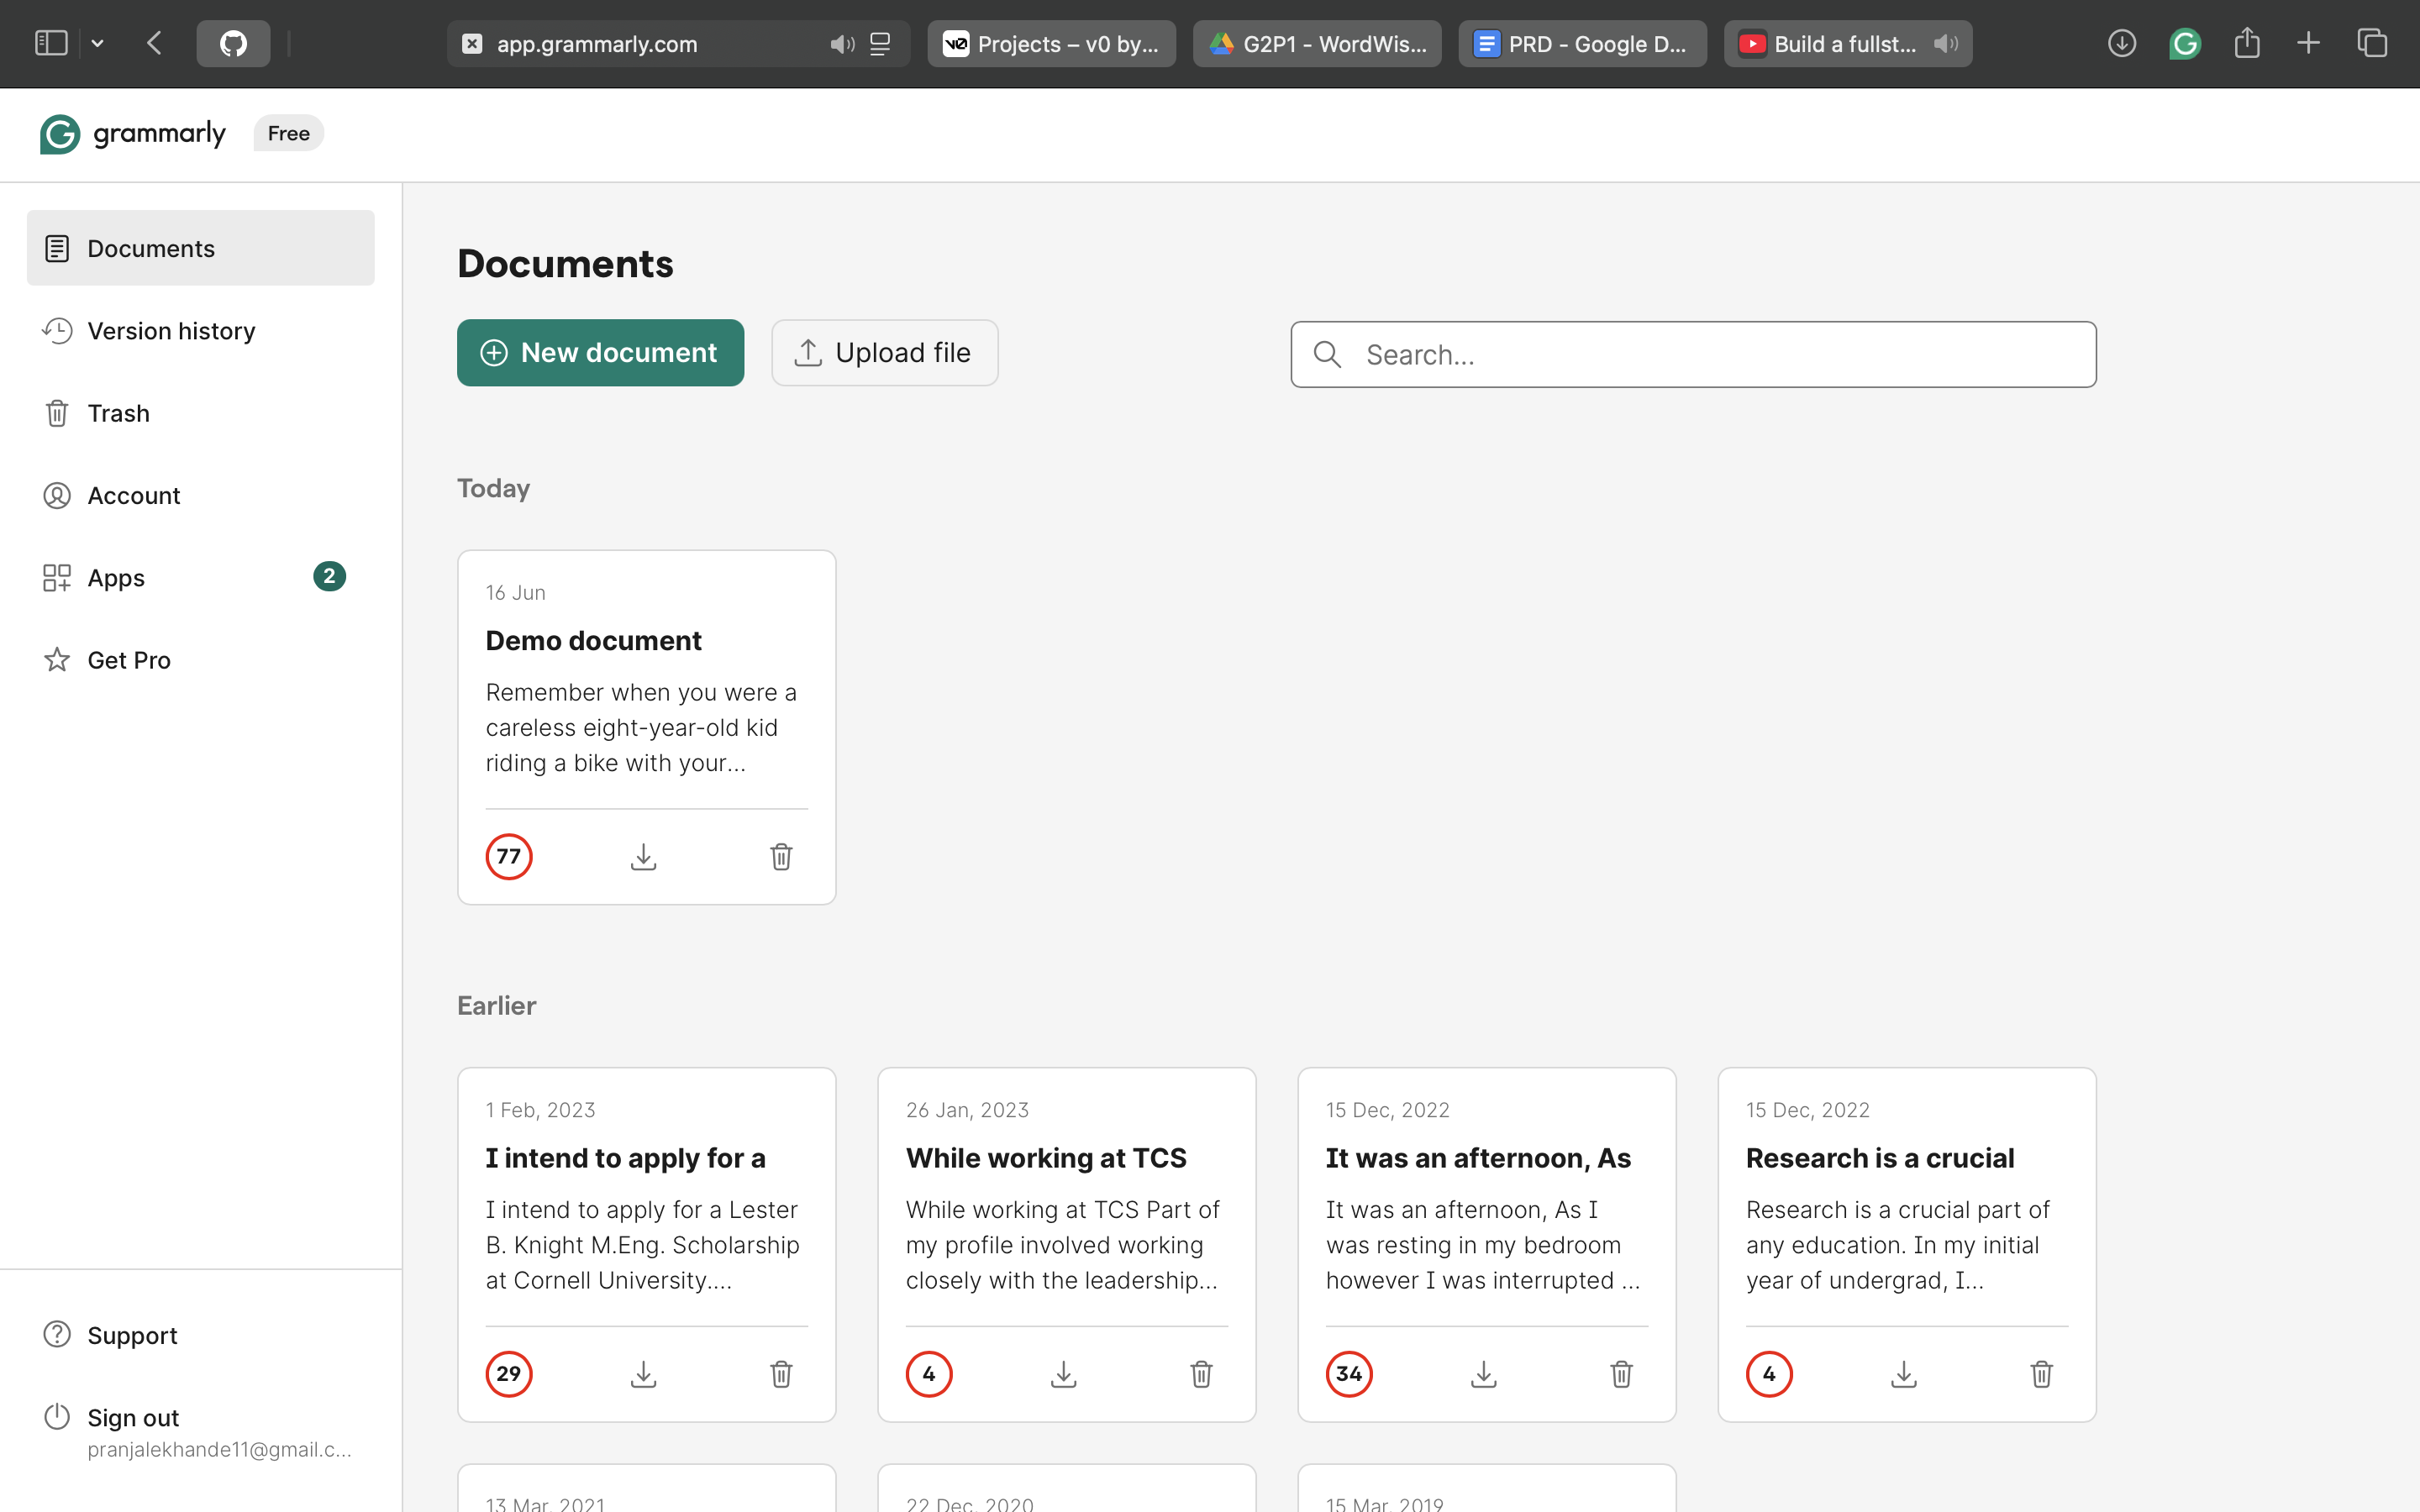 app.grammarly.com
v0 Projects – v0 by...
G2P1 - WordWis...
PRD - Google D...
Build a fullst...
grammarly Free
Documents
Version history
Trash
Account
Apps 2
Get Pro
Support
Sign out
pranjalekhande11@gmail.c...
Documents
New document
Upload file
Search...
Today
16 Jun
Demo document
Remember when you were a
careless eight-year-old kid
riding a bike with your...
77
Earlier
1 Feb, 2023
I intend to apply for a
I intend to apply for a Lester
B. Knight M.Eng. Scholarship
at Cornell University....
29
26 Jan, 2023
While working at TCS
While working at TCS Part of
my profile involved working
closely with the leadership...
4
15 Dec, 2022
It was an afternoon, As
It was an afternoon, As I
was resting in my bedroom
however I was interrupted ...
34
15 Dec, 2022
Research is a crucial
Research is a crucial part of
any education. In my initial
year of undergrad, I...
4
13 Mar, 2021
22 Dec, 2020
15 Mar, 2019